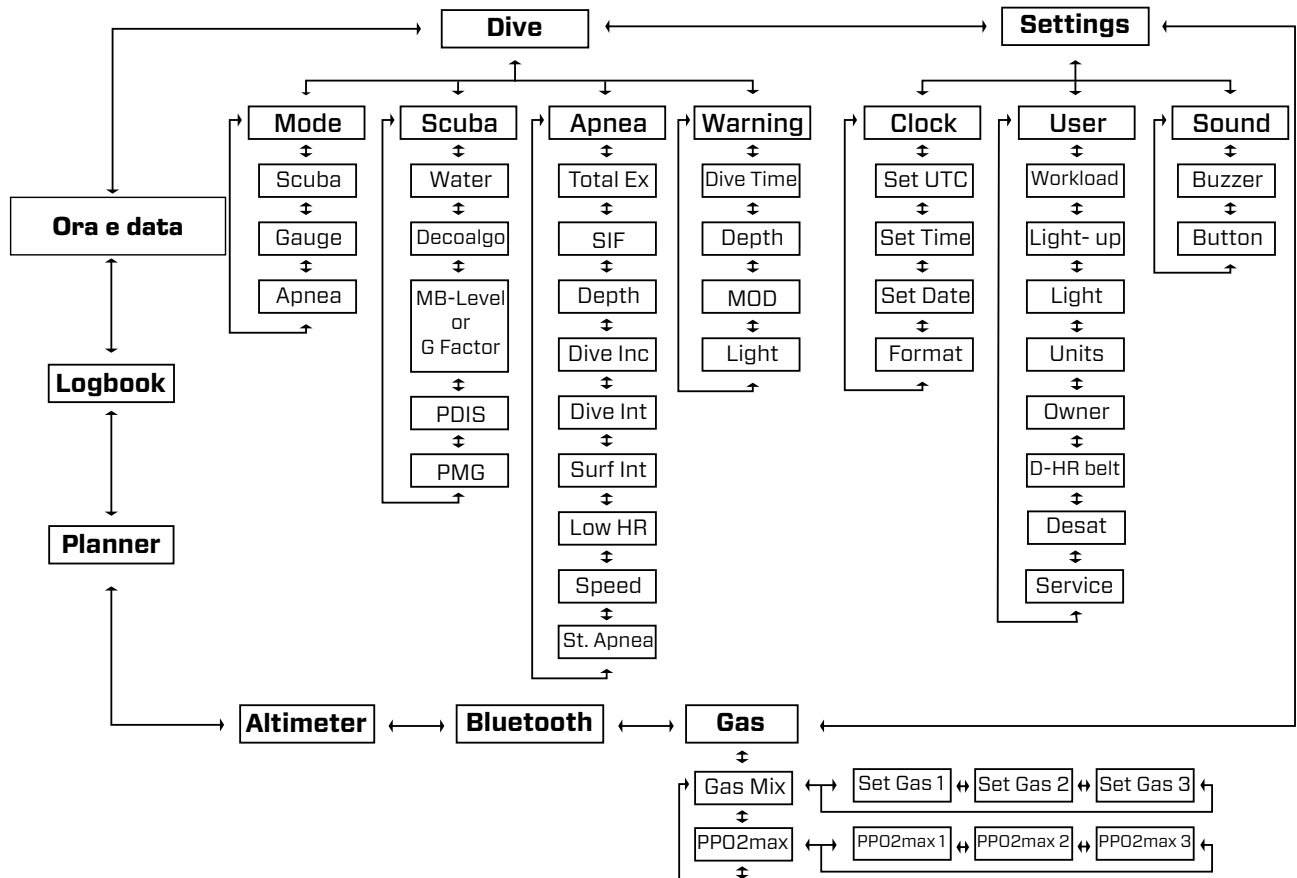 Dive
Settings
Mode
Scuba
Apnea
Warning
Clock
User
Sound
Scuba
Water
Total Ex
Dive Time
Set UTC
Workload
Buzzer
Ora e data
Gauge
Decoalgo
SIF
Depth
Set Time
Light- up
Button
Apnea
MB-Level
or
G Factor
Depth
MOD
Set Date
Light
Dive Inc
Light
Format
Units
Logbook
PDIS
Dive Int
Owner
PMG
Surf Int
D-HR belt
Low HR
Desat
Planner
Speed
Service
St. Apnea
Altimeter
Bluetooth
Gas
Gas Mix
Set Gas 1
Set Gas 2
Set Gas 3
PPO2max
PPO2max 1
PPO2max 2
PPO2max 3